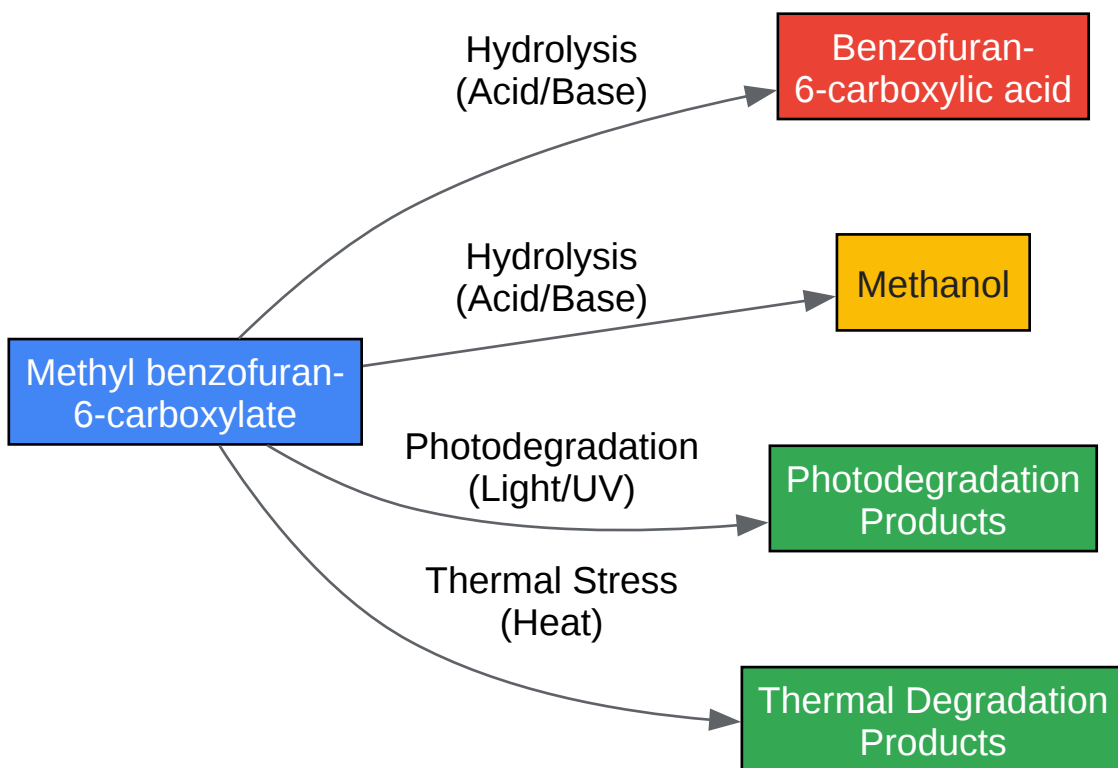 Hydrolysis
(Acid/Base)
Benzofuran-
6-carboxylic acid
Hydrolysis
(Acid/Base)
Methanol
Methyl benzofuran-
6-carboxylate
Photodegradation
(Light/UV)
Photodegradation
Products
Thermal Stress
(Heat)
Thermal Degradation
Products